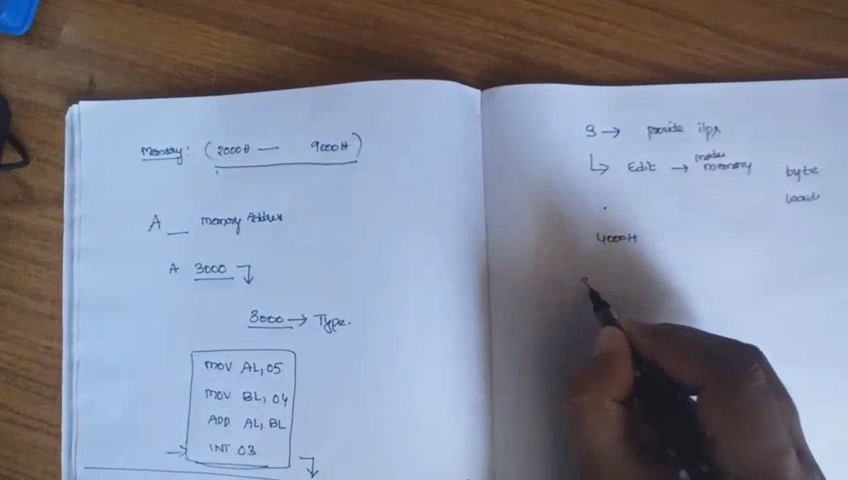 Memory: (2000H — 9000H)
A _ Memory Address
A 3000 ↵
3000 → Type.
MOV AL, 05
MOV BL, 04
ADD AL, BL
INT 03
S → provide i/ps
↳ Edit → memory byte
4000H